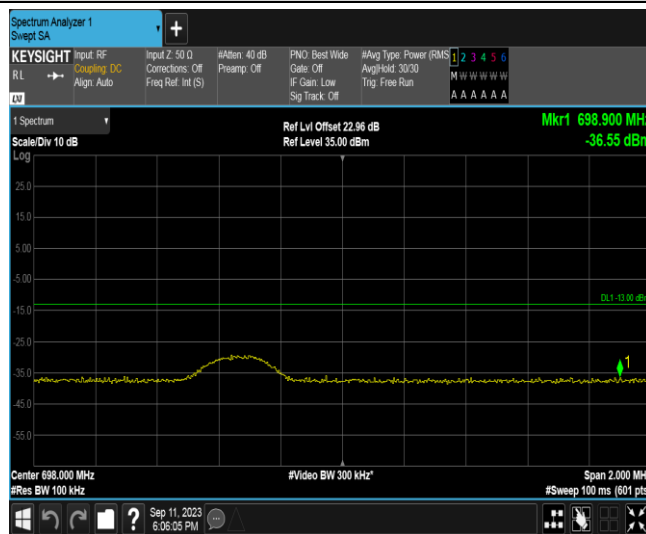 Spectrum Analyzer 1
Swept SA
+
KEYSIGHT Input: RF Input Z: 50 Ω #Atten: 40 dB PNO: Best Wide #Avg Type: Power (RMS 1 2 3 4 5 6
RL Coupling: DC Corrections: Off Preamp: Off Gate: Off Avg|Hold: 30/30 M W W W W W
Align: Auto Freq Ref: Int (S) IF Gain: Low Trig: Free Run
Sig Track: Off A A A A A A
LXI
1 Spectrum Ref Lvl Offset 22.96 dB Mkr1 698.900 MHz
Scale/Div 10 dB Ref Level 35.00 dBm -36.55 dBm
Log
25.0
15.0
5.00
-5.00
DL1 -13.00 dBm
-15.0
-25.0
1
-35.0
-45.0
-55.0
Center 698.000 MHz #Video BW 300 kHz* Span 2.000 MHz
#Res BW 100 kHz #Sweep 100 ms (601 pts
? Sep 11, 2023
6:06:05 PM